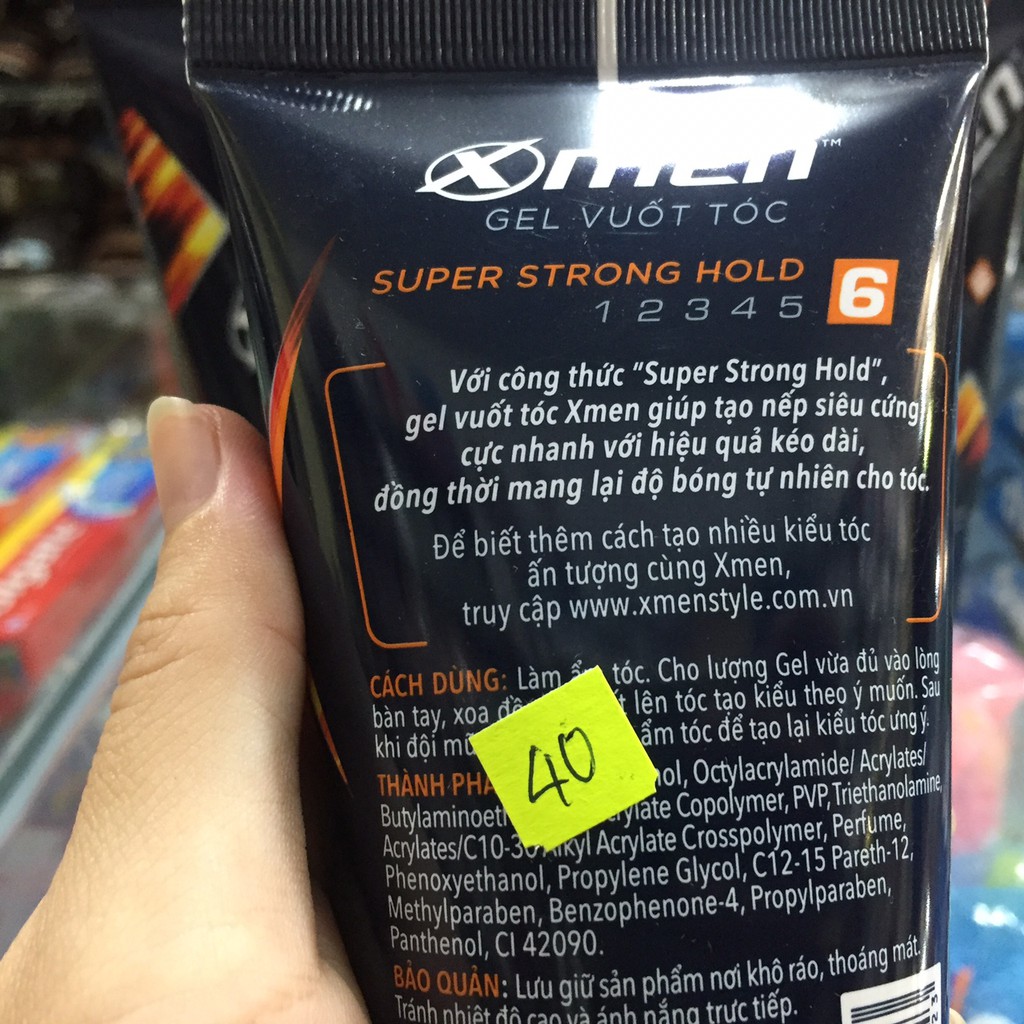 Xmen™
GEL VUỐT TÓC
SUPER STRONG HOLD
1 2 3 4 5 6
Với công thức "Super Strong Hold",
gel vuốt tóc Xmen giúp tạo nếp siêu cứng
cực nhanh với hiệu quả kéo dài,
đồng thời mang lại độ bóng tự nhiên cho tóc.
Để biết thêm cách tạo nhiều kiểu tóc
ấn tượng cùng Xmen,
truy cập www.xmenstyle.com.vn
CÁCH DÙNG: Làm ẩm tóc. Cho lượng Gel vừa đủ vào lòng
bàn tay, xoa lên tóc tạo kiểu theo ý muốn. Sau
khi đội ẩm tóc để tạo lại kiểu tóc ưng ý.
40
THÀNH Octylacrylamide/ Acrylates/
Copolymer, PVP, Triethanolamine,
Acrylates/C10-30 Alkyl Acrylate Crosspolymer, Perfume,
Phenoxyethanol, Propylene Glycol, C12-15 Pareth-12,
Methylparaben, Benzophenone-4, Propylparaben,
Panthenol, CI 42090.
BẢO QUẢN: Lưu giữ sản phẩm nơi khô ráo, thoáng mát.
Tránh nhiệt độ cao và ánh nắng trực tiếp.